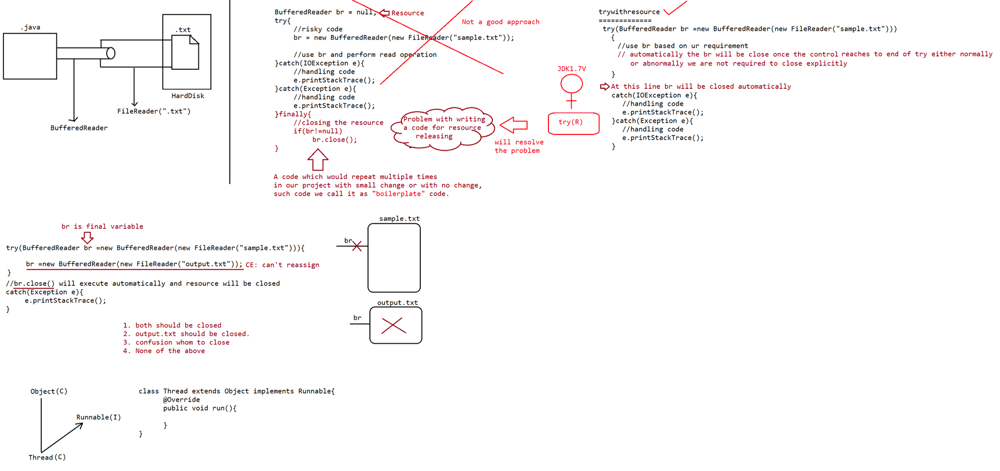 .java
.txt
HardDisk
FileReader(".txt")
BufferedReader
BufferedReader br = null;
Resource
Not a good approach
try{
//risky code
br = new BufferedReader(new FileReader("sample.txt"));
//use br and perform read operation
}catch(IOException e){
//handling code
e.printStackTrace();
}catch(Exception e){
//handling code
e.printStackTrace();
}finally{
//closing the resource
if(br!=null)
br.close();
}
Problem with writing
a code for resource
releasing
will resolve
the problem
JDK1.7V
try(R)
A code which would repeat multiple times
in our project with small change or with no change,
such code we call it as "boilerplate" code.
trywithresource
=============
try(BufferedReader br =new BufferedReader(new FileReader("sample.txt")))
{
//use br based on ur requirement
// automatically the br will be close once the control reaches to end of try either normally
or abnormally we are not required to close explicitly
}
At this line br will be closed automatically
catch(IOException e){
//handling code
e.printStackTrace();
}catch(Exception e){
//handling code
e.printStackTrace();
}
br is final variable
try(BufferedReader br =new BufferedReader(new FileReader("sample.txt"))){
br =new BufferedReader(new FileReader("output.txt")); CE: can't reassign
}
//br.close() will execute automatically and resource will be closed
catch(Exception e){
e.printStackTrace();
}
1. both should be closed
2. output.txt should be closed.
3. confusion whom to close
4. None of the above
sample.txt
br
output.txt
br
Object(C)
Runnable(I)
Thread(C)
class Thread extends Object implements Runnable{
@Override
public void run(){
}
}